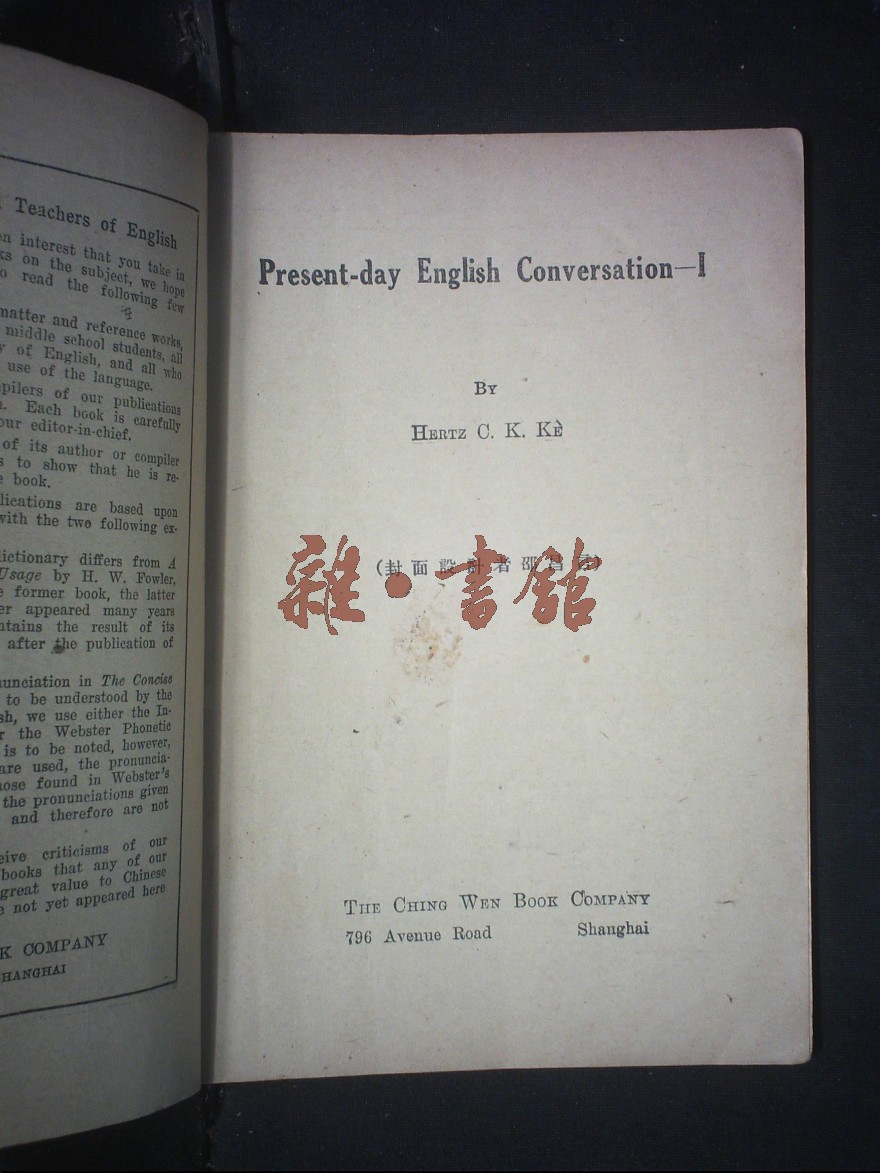 Teachers of English
interest that you take in
on the subject, we hope
read the following few
matter and reference works,
middle school students, all
of English, and all who
use of the language.
of our publications
Each book is carefully
our editor-in-chief.
of its author or compiler
to show that he is re-
book.
are based upon
with the two following ex-
dictionary differs from A
Usage by H. W. Fowler,
former book, the latter
appeared many years
the result of its
after the publication of
in The Concise
to be understood by the
we use either the In-
the Webster Phonetic
is to be noted, however,
are used, the pronuncia-
found in Webster's
the pronunciations given
and therefore are not
criticisms of our
books that any of our
great value to Chinese
not yet appeared here
COMPANY
SHANGHAI
Present-day English Conversation—I
BY
HERTZ C. K. KÈ
(封面設計者邵昌
雜·書館
THE CHING WEN BOOK COMPANY
796 Avenue Road Shanghai